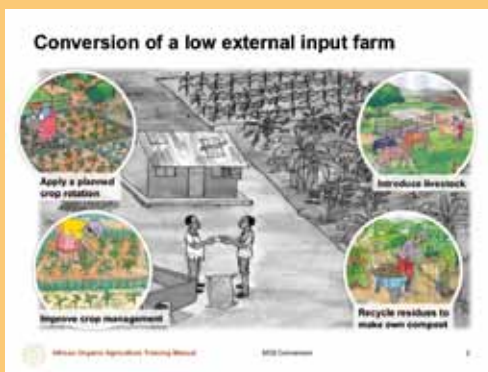 Conversion of a low external input farm
Apply a planned
crop rotation
Introduce livestock
Improve crop management
Recycle residues to
make own compost
African Organic Agriculture Training Manual
Conversion